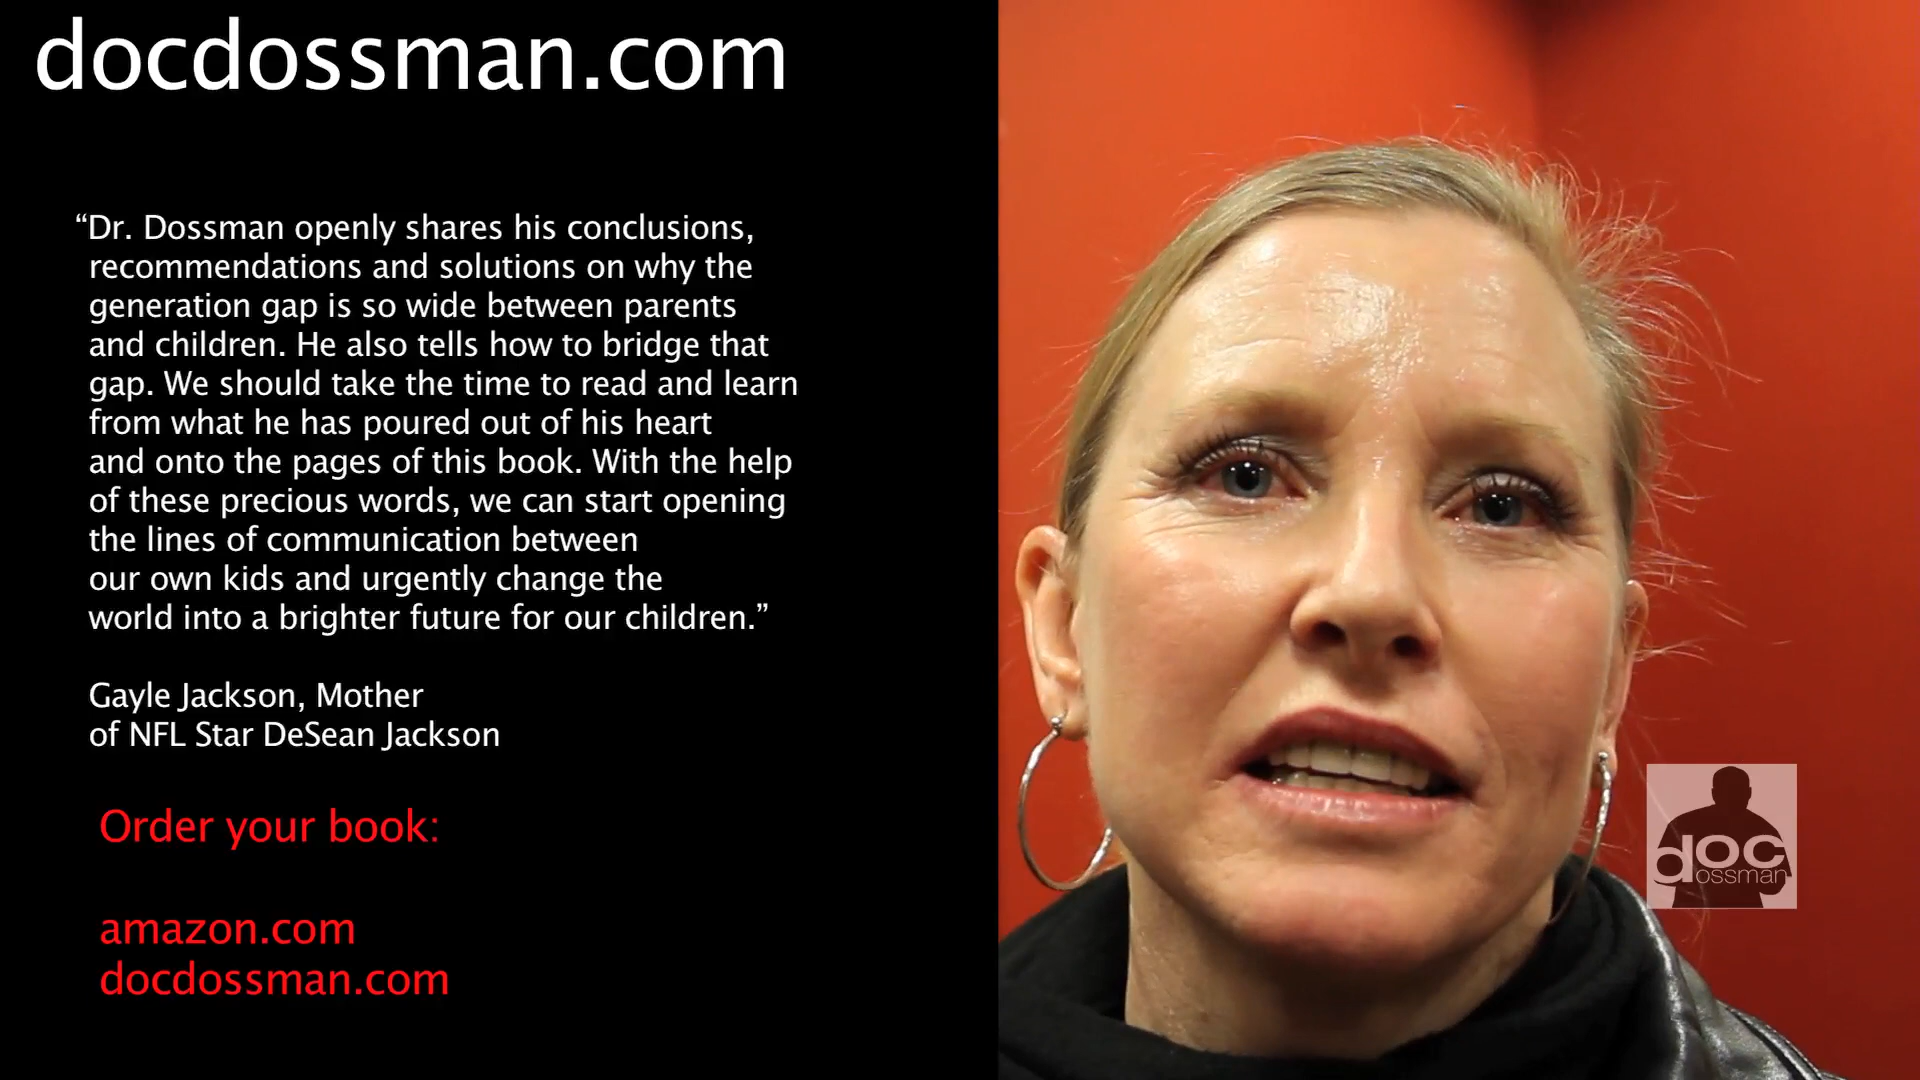 docdossman.com
“Dr. Dossman openly shares his conclusions,
recommendations and solutions on why the
generation gap is so wide between parents
and children. He also tells how to bridge that
gap. We should take the time to read and learn
from what he has poured out of his heart
and onto the pages of this book. With the help
of these precious words, we can start opening
the lines of communication between
our own kids and urgently change the
world into a brighter future for our children.”
Gayle Jackson, Mother
of NFL Star DeSean Jackson
Order your book:
amazon.com
docdossman.com
doc
dossman